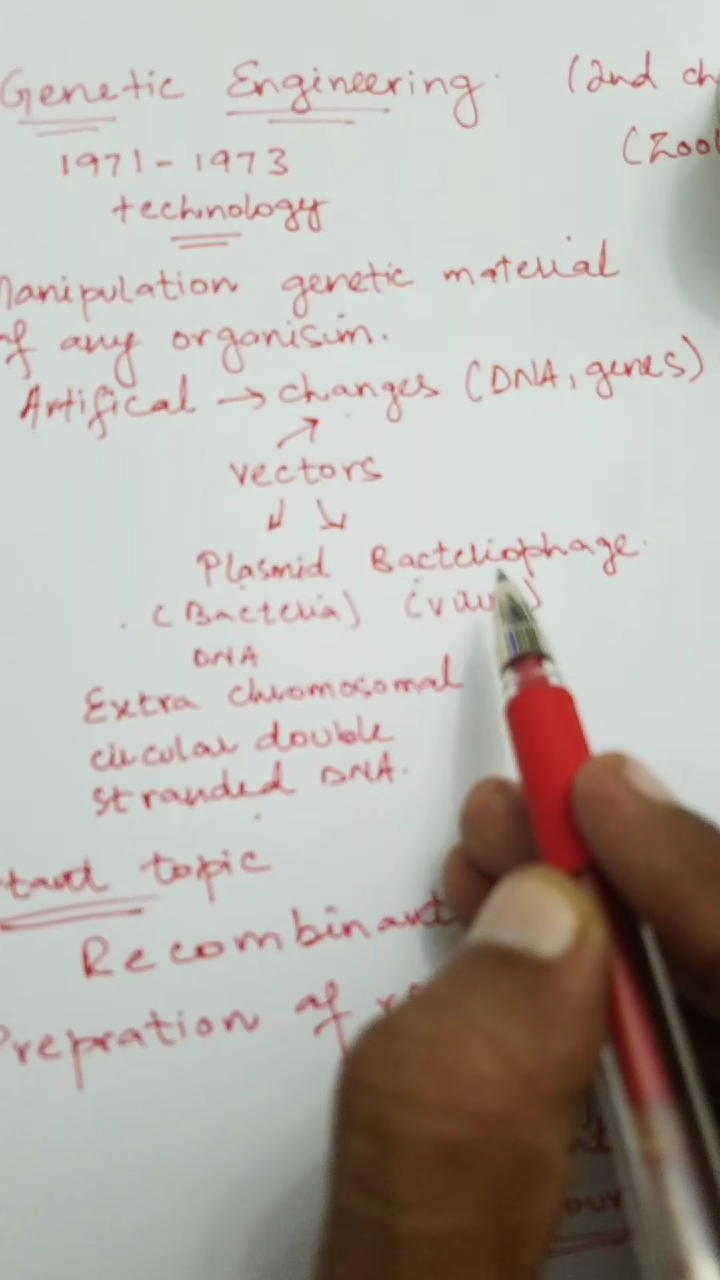 Genetic Engineering. (2nd ch
1971-1973 (Zool
technology
Manipulation genetic material
of any organisim.
Artifical → changes (DNA, genes)
vectors
Plasmid Bacteriophage.
(Bacteria)
DNA
Extra chromosomal
circular double
stranded DNA.
topic
Recombinant
Prepration of